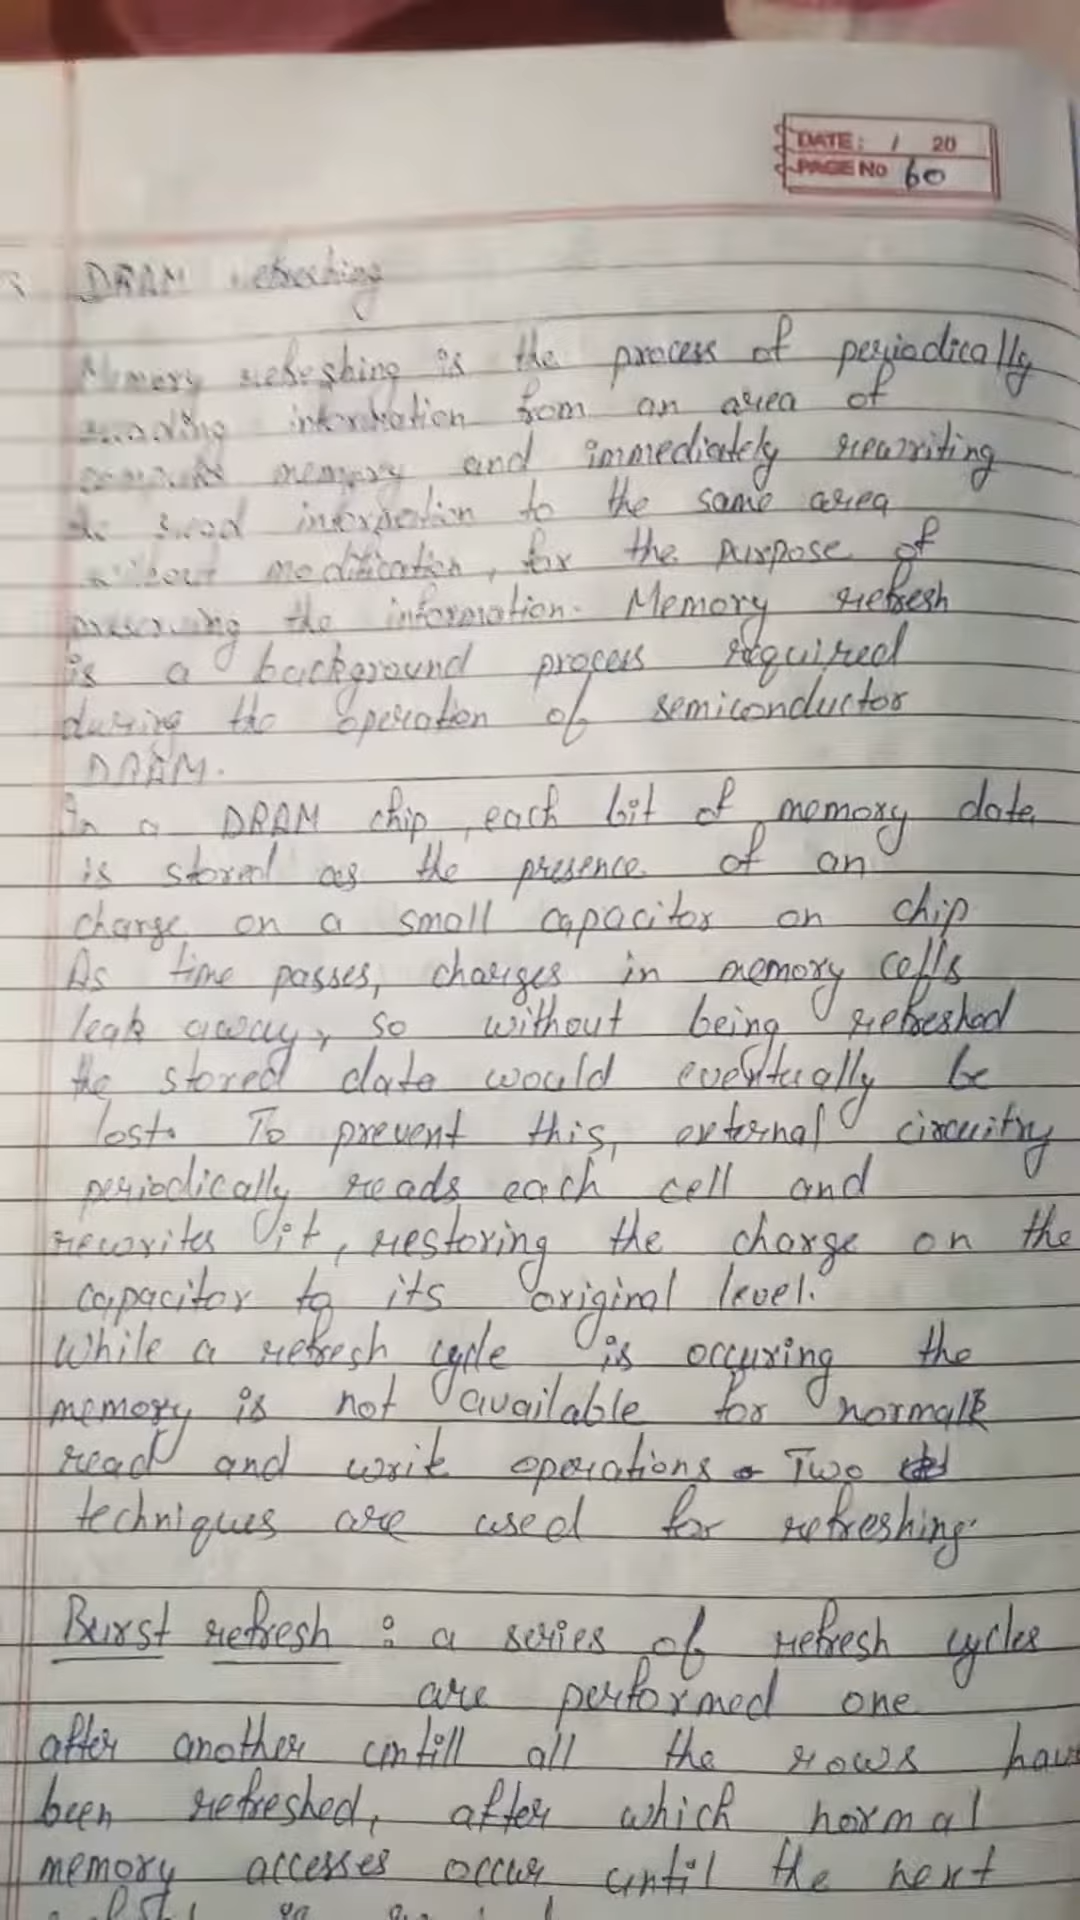 DATE: / 20
PAGE No 60
DRAM refreshing
Memory refreshing is the process of periodically
reading information from an area of
computer memory and immediately rewriting
the read information to the same area
without modification, for the purpose of
preserving the information. Memory refresh
is a background process required
during the operation of semiconductor
DRAM.
In a DRAM chip, each bit of memory data
is stored as the presence of an
charge on a small capacitor on chip
As time passes, charges in memory cells
leak away, so without being refreshed
the stored data would eventually be
lost. To prevent this, external circuitry
periodically reads each cell and
rewrites it, restoring the charge on the
capacitor to its original level.
While a refresh cycle is occuring the
memory is not available for normal
read and write operations. Two
techniques are used for refreshing.
Burst refresh : a series of refresh cycles
are performed one
after another untill all the rows have
been refreshed, after which normal
memory accesses occur until the next